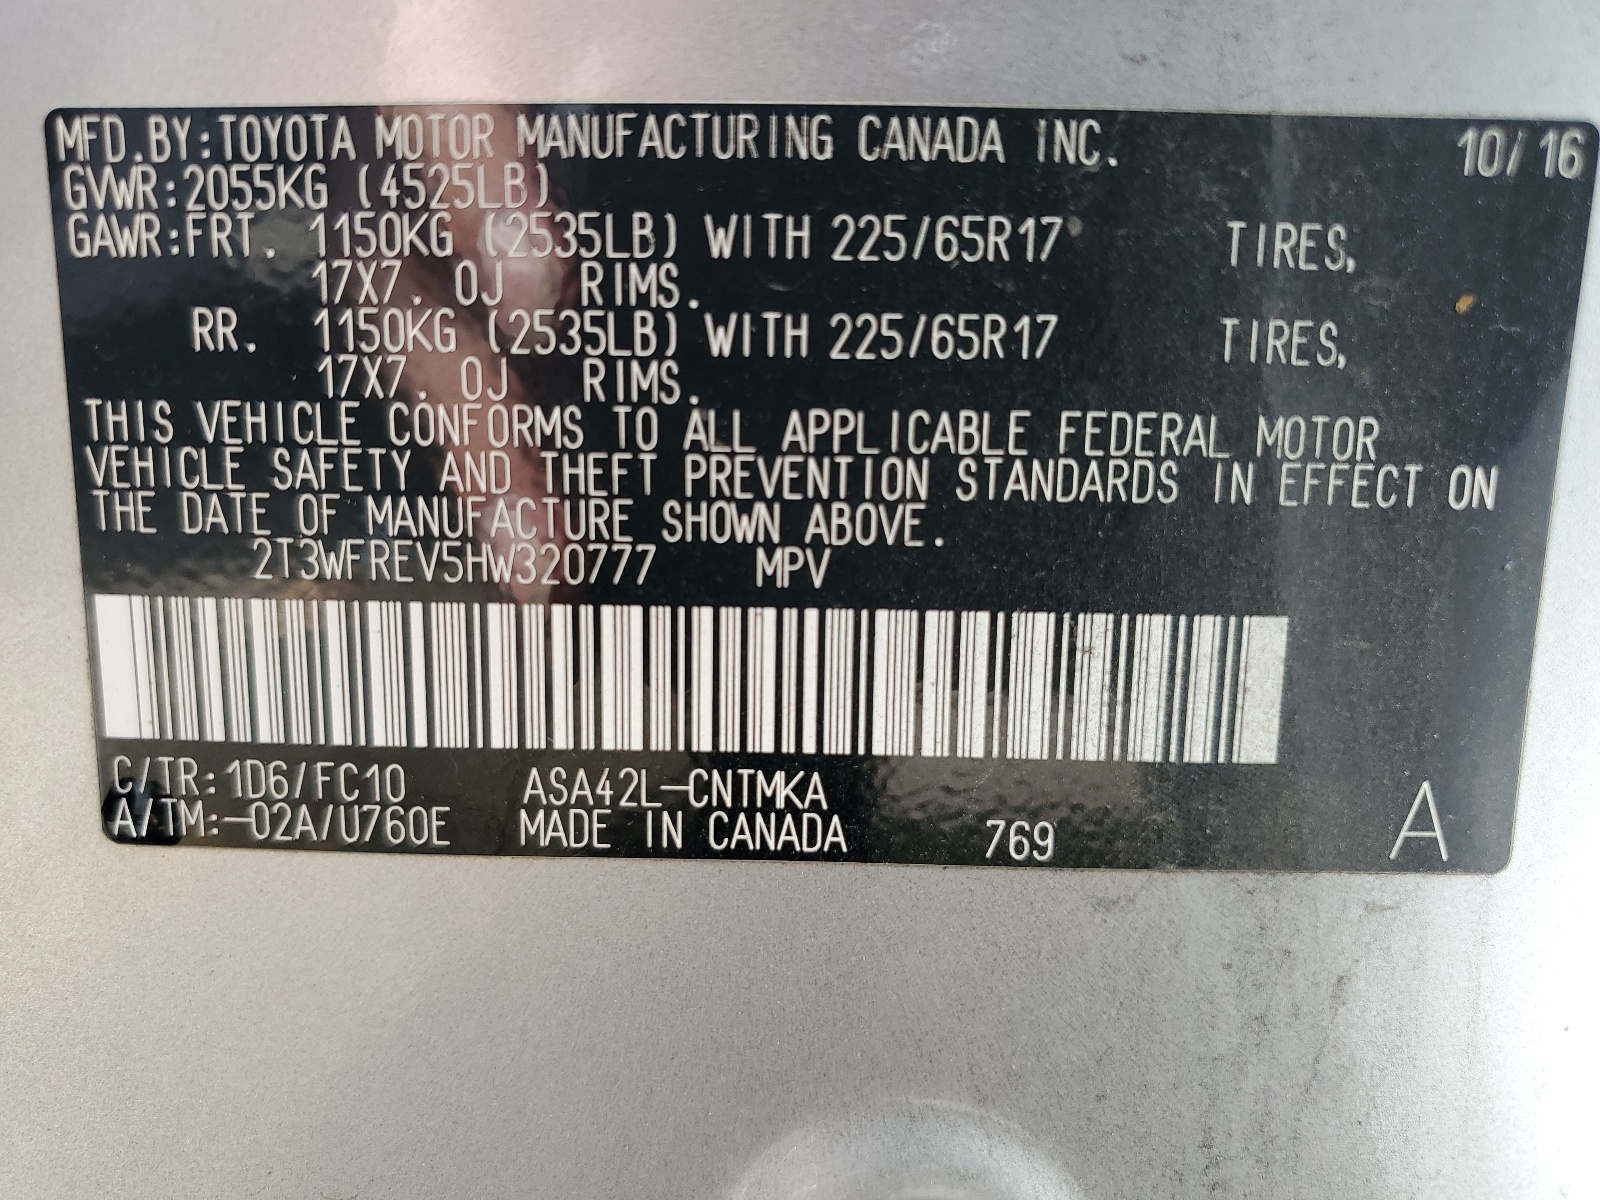 MFD.BY:TOYOTA MOTOR MANUFACTURING CANADA INC. 10/16
GVWR:2055KG (4525LB)
GAWR:FRT. 1150KG (2535LB) WITH 225/65R17 TIRES,
17X7.0J RIMS.
RR. 1150KG (2535LB) WITH 225/65R17 TIRES,
17X7.0J RIMS.
THIS VEHICLE CONFORMS TO ALL APPLICABLE FEDERAL MOTOR
VEHICLE SAFETY AND THEFT PREVENTION STANDARDS IN EFFECT ON
THE DATE OF MANUFACTURE SHOWN ABOVE.
2T3WFREV5HW320777 MPV
C/TR:1D6/FC10 ASA42L-CNTMKA
A/TM:-02A/U760E MADE IN CANADA 769 A